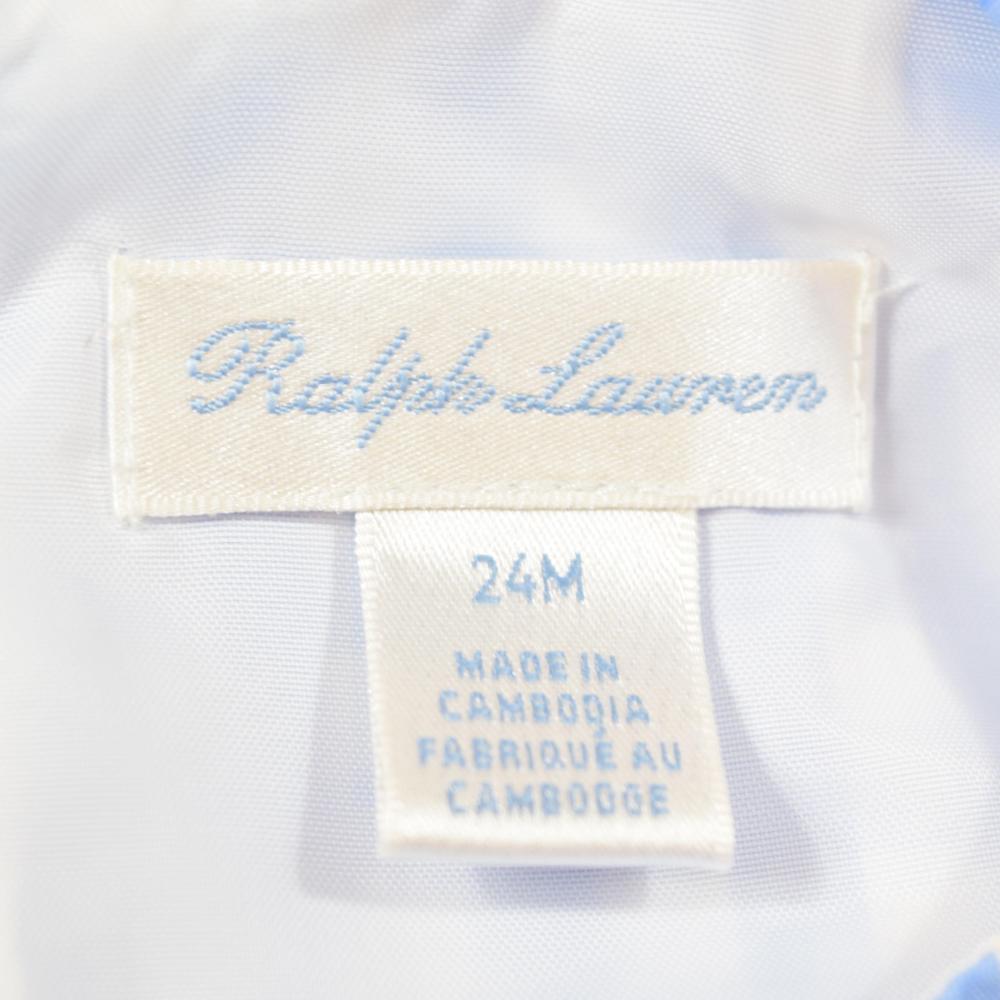 Ralph Lauren
24M
MADE IN
CAMBODIA
FABRIQUÉ AU
CAMBODGE